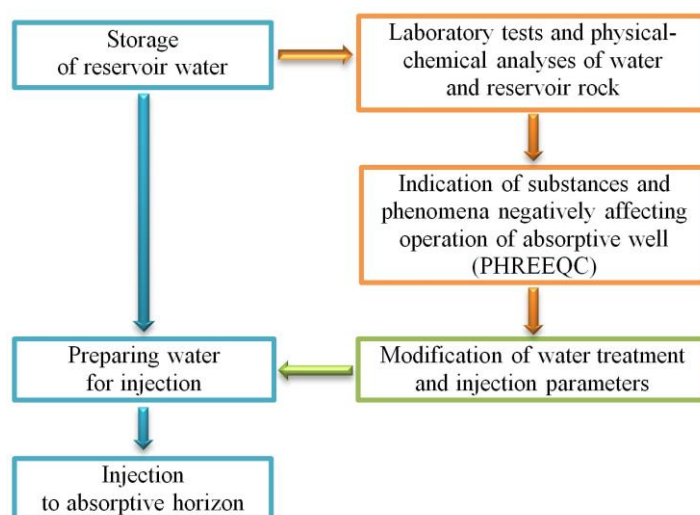 Storage
of reservoir water
Laboratory tests and physical-
chemical analyses of water
and reservoir rock
Indication of substances and
phenomena negatively affecting
operation of absorptive well
(PHREEQC)
Preparing water
for injection
Modification of water treatment
and injection parameters
Injection
to absorptive horizon